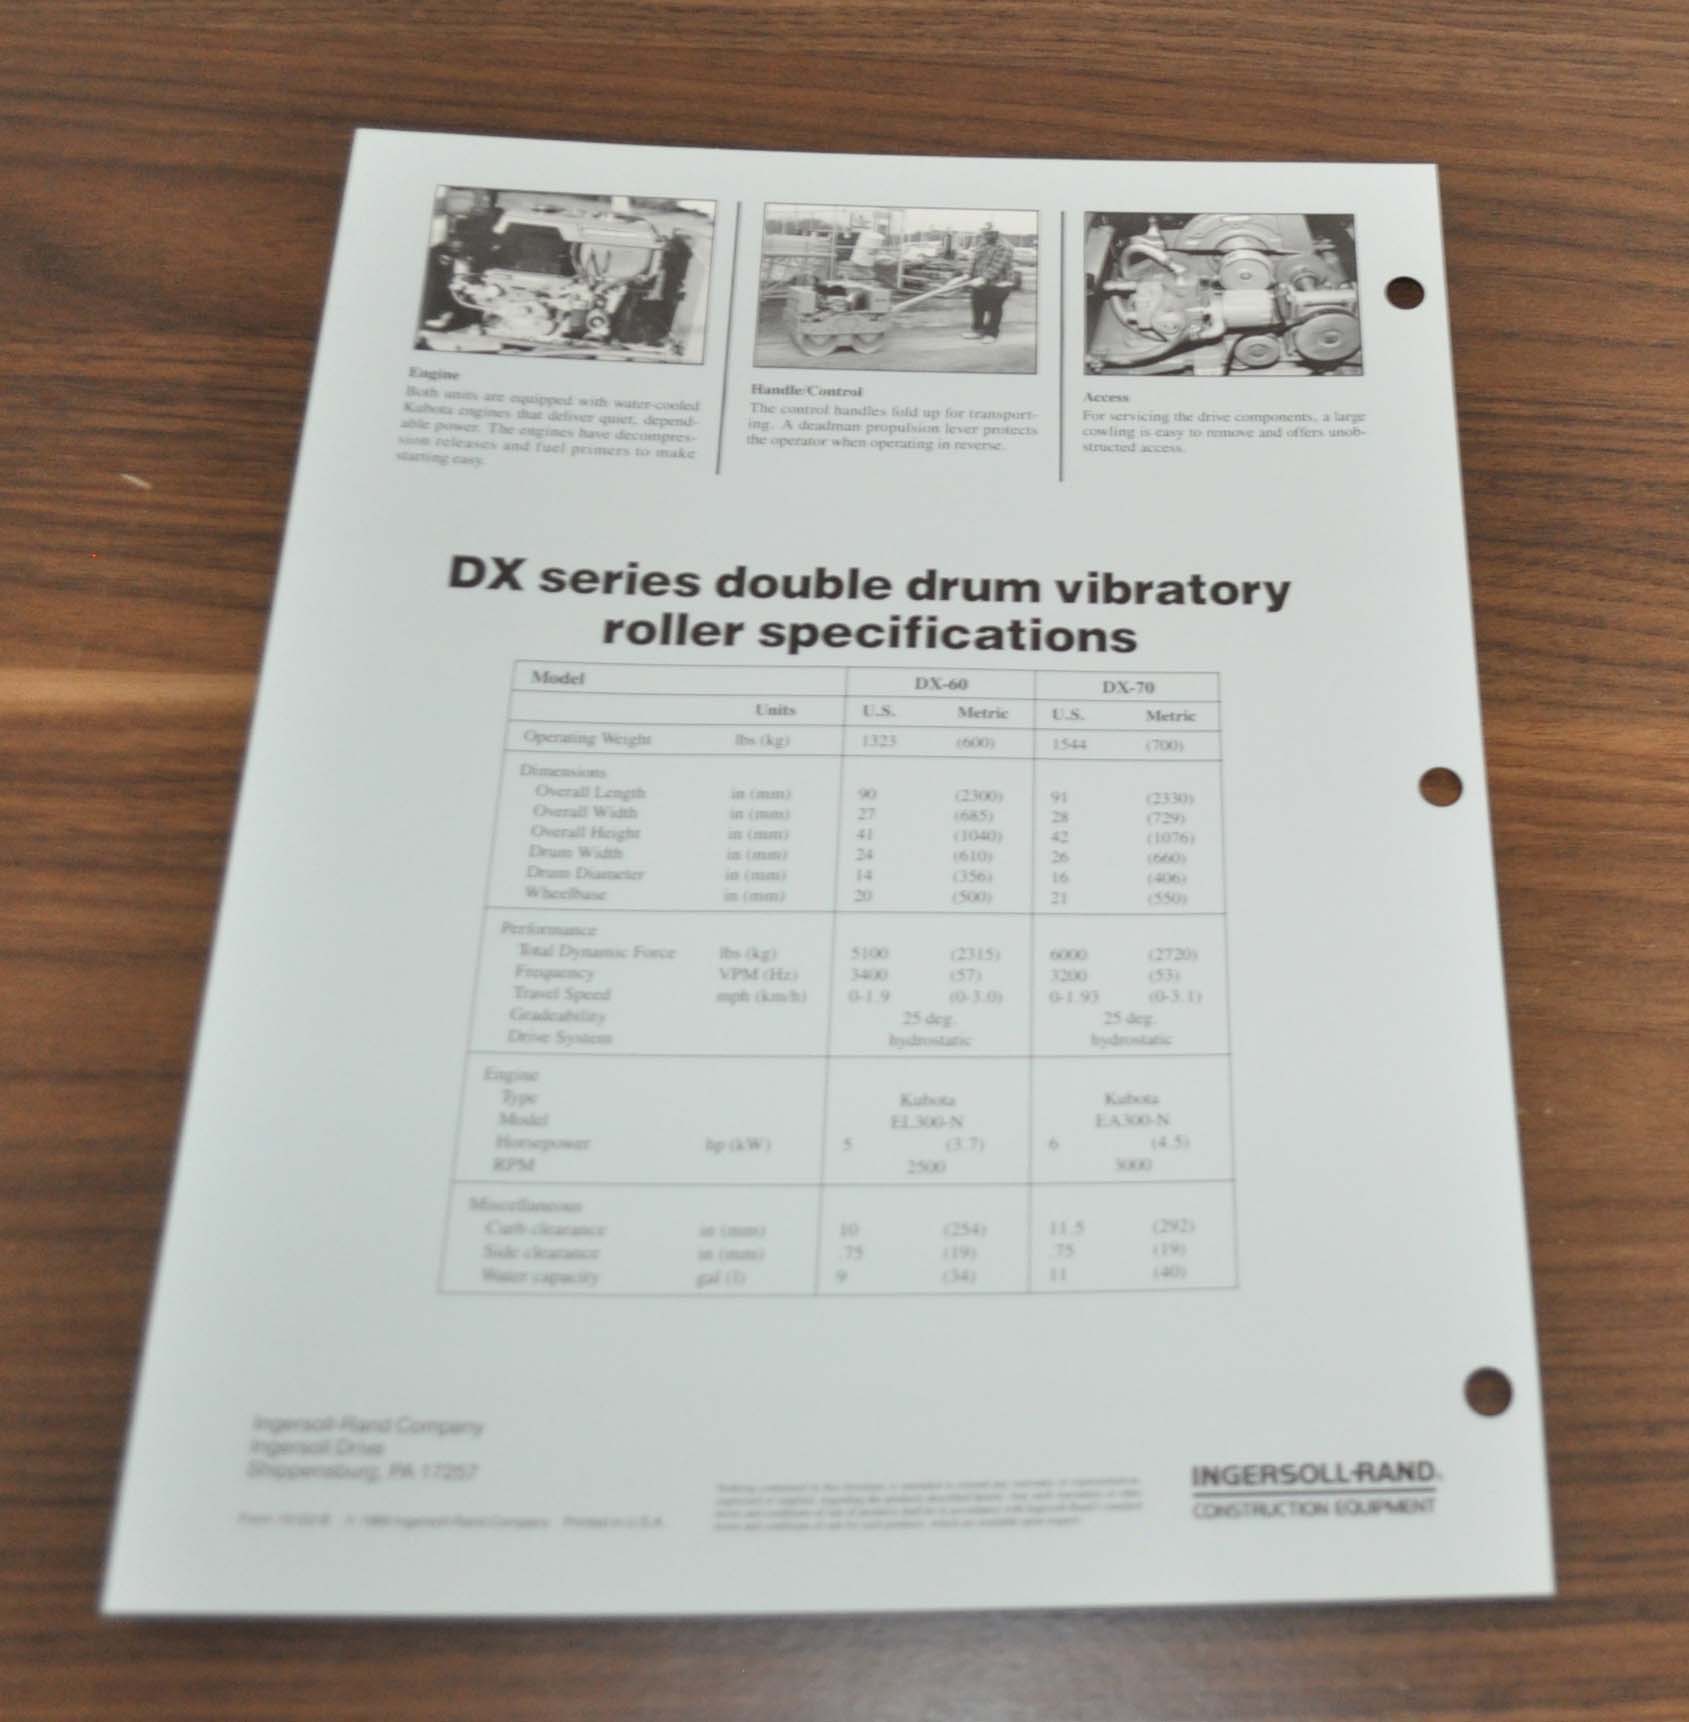 Engine
Both units are equipped with water-cooled
Kubota engines that deliver quiet, depend-
able power. The engines have decompres-
sion releases and fuel primers to make
starting easy.
Handle/Control
The control handles fold up for transport-
ing. A deadman propulsion lever protects
the operator when operating in reverse.
Access
For servicing the drive components, a large
cowling is easy to remove and offers unob-
structed access.
DX series double drum vibratory
roller specifications
Model DX-60 DX-70
Units U.S. Metric U.S. Metric
Operating Weight lbs (kg) 1323 (600) 1544 (700)
Dimensions
Overall Length in (mm) 90 (2300) 91 (2330)
Overall Width in (mm) 27 (685) 28 (729)
Overall Height in (mm) 41 (1040) 42 (1076)
Drum Width in (mm) 24 (610) 26 (660)
Drum Diameter in (mm) 14 (356) 16 (406)
Wheelbase in (mm) 20 (500) 21 (550)
Performance
Total Dynamic Force lbs (kg) 5100 (2315) 6000 (2720)
Frequency VPM (Hz) 3400 (57) 3200 (53)
Travel Speed mph (km/h) 0-1.9 (0-3.0) 0-1.93 (0-3.1)
Gradeability 25 deg. 25 deg.
Drive System hydrostatic hydrostatic
Engine
Type Kubota Kubota
Model EL300-N EA300-N
Horsepower hp (kW) 5 (3.7) 6 (4.5)
RPM 2500 3000
Miscellaneous
Curb clearance in (mm) 10 (254) 11.5 (292)
Side clearance in (mm) .75 (19) .75 (19)
Water capacity gal (l) 9 (34) 11 (40)
Ingersoll-Rand Company
Ingersoll Drive
Shippensburg, PA 17257
Ingersoll-Rand Company Printed in U.S.A.
INGERSOLL-RAND
CONSTRUCTION EQUIPMENT